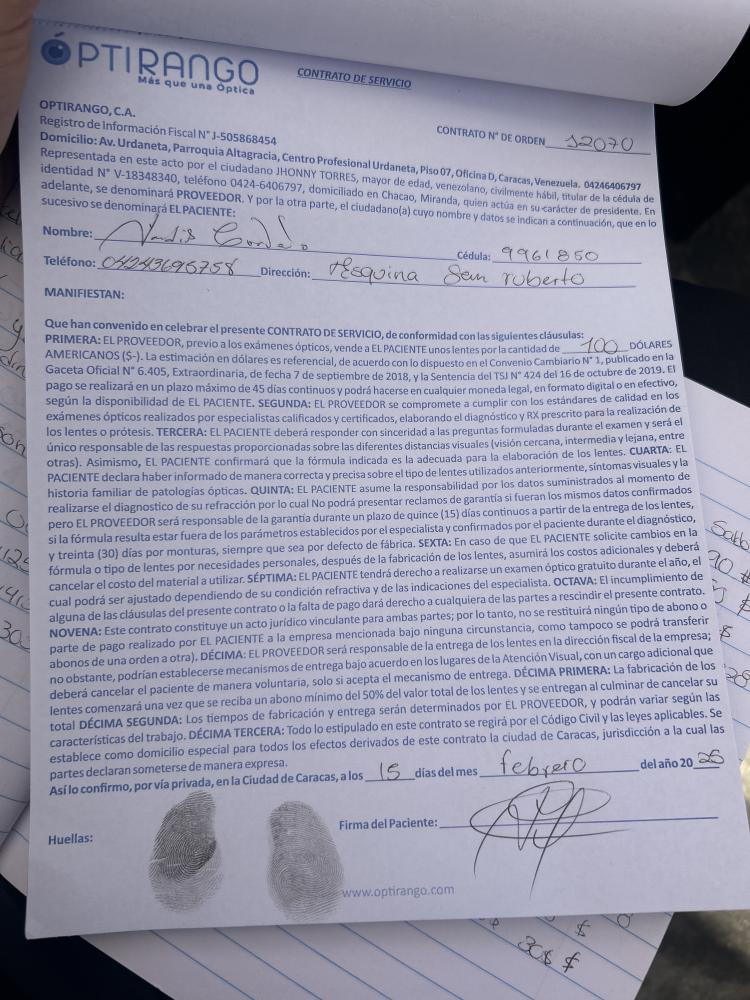 ÓPTIRANGO
Más que una Óptica
CONTRATO DE SERVICIO
OPTIRANGO, C.A.
Registro de Información Fiscal N° J-505868454
CONTRATO N° DE ORDEN 12070
Domicilio: Av. Urdaneta, Parroquia Altagracia, Centro Profesional Urdaneta, Piso 07, Oficina D, Caracas, Venezuela. 04246406797
Representada en este acto por el ciudadano JHONNY TORRES, mayor de edad, venezolano, civilmente hábil, titular de la cédula de
identidad N° V-18348340, teléfono 0424-6406797, domiciliado en Chacao, Miranda, quien actúa en su carácter de presidente. En
adelante, se denominará PROVEEDOR. Y por la otra parte, el ciudadano(a) cuyo nombre y datos se indican a continuación, que en lo
sucesivo se denominará EL PACIENTE:
Nombre:
Cédula: 9961850
Teléfono: 04243695758 Dirección: Esquina San ruberto
MANIFIESTAN:
Que han convenido en celebrar el presente CONTRATO DE SERVICIO, de conformidad con las siguientes cláusulas:
PRIMERA: EL PROVEEDOR, previo a los exámenes ópticos, vende a EL PACIENTE unos lentes por la cantidad de 100 DÓLARES
AMERICANOS ($-). La estimación en dólares es referencial, de acuerdo con lo dispuesto en el Convenio Cambiario N° 1, publicado en la
Gaceta Oficial N° 6.405, Extraordinaria, de fecha 7 de septiembre de 2018, y la Sentencia del TSJ N° 424 del 16 de octubre de 2019. El
pago se realizará en un plazo máximo de 45 días continuos y podrá hacerse en cualquier moneda legal, en formato digital o en efectivo,
según la disponibilidad de EL PACIENTE. SEGUNDA: EL PROVEEDOR se compromete a cumplir con los estándares de calidad en los
exámenes ópticos realizados por especialistas calificados y certificados, elaborando el diagnóstico y RX prescrito para la realización de
los lentes o prótesis. TERCERA: EL PACIENTE deberá responder con sinceridad a las preguntas formuladas durante el examen y será el
único responsable de las respuestas proporcionadas sobre las diferentes distancias visuales (visión cercana, intermedia y lejana, entre
otras). Asimismo, EL PACIENTE confirmará que la fórmula indicada es la adecuada para la elaboración de los lentes. CUARTA: EL
PACIENTE declara haber informado de manera correcta y precisa sobre el tipo de lentes utilizados anteriormente, síntomas visuales y la
historia familiar de patologías ópticas. QUINTA: EL PACIENTE asume la responsabilidad por los datos suministrados al momento de
realizarse el diagnostico de su refracción por lo cual No podrá presentar reclamos de garantía si fueran los mismos datos confirmados
pero EL PROVEEDOR será responsable de la garantía durante un plazo de quince (15) días continuos a partir de la entrega de los lentes,
si la fórmula resulta estar fuera de los parámetros establecidos por el especialista y confirmados por el paciente durante el diagnóstico,
y treinta (30) días por monturas, siempre que sea por defecto de fábrica. SEXTA: En caso de que EL PACIENTE solicite cambios en la
fórmula o tipo de lentes por necesidades personales, después de la fabricación de los lentes, asumirá los costos adicionales y deberá
cancelar el costo del material a utilizar. SÉPTIMA: EL PACIENTE tendrá derecho a realizarse un examen óptico gratuito durante el año, el
cual podrá ser ajustado dependiendo de su condición refractiva y de las indicaciones del especialista. OCTAVA: El incumplimiento de
alguna de las cláusulas del presente contrato o la falta de pago dará derecho a cualquiera de las partes a rescindir el presente contrato.
NOVENA: Este contrato constituye un acto jurídico vinculante para ambas partes; por lo tanto, no se restituirá ningún tipo de abono o
parte de pago realizado por EL PACIENTE a la empresa mencionada bajo ninguna circunstancia, como tampoco se podrá transferir
abonos de una orden a otra). DÉCIMA: EL PROVEEDOR será responsable de la entrega de los lentes en la dirección fiscal de la empresa;
no obstante, podrían establecerse mecanismos de entrega bajo acuerdo en los lugares de la Atención Visual, con un cargo adicional que
deberá cancelar el paciente de manera voluntaria, solo si acepta el mecanismo de entrega. DÉCIMA PRIMERA: La fabricación de los
lentes comenzará una vez que se reciba un abono mínimo del 50% del valor total de los lentes y se entregan al culminar de cancelar su
total DÉCIMA SEGUNDA: Los tiempos de fabricación y entrega serán determinados por EL PROVEEDOR, y podrán variar según las
características del trabajo. DÉCIMA TERCERA: Todo lo estipulado en este contrato se regirá por el Código Civil y las leyes aplicables. Se
establece como domicilio especial para todos los efectos derivados de este contrato la ciudad de Caracas, jurisdicción a la cual las
partes declaran someterse de manera expresa.
Así lo confirmo, por vía privada, en la Ciudad de Caracas, a los 15 días del mes febrero del año 2025
Huellas:
Firma del Paciente:
www.optirango.com
30$ $